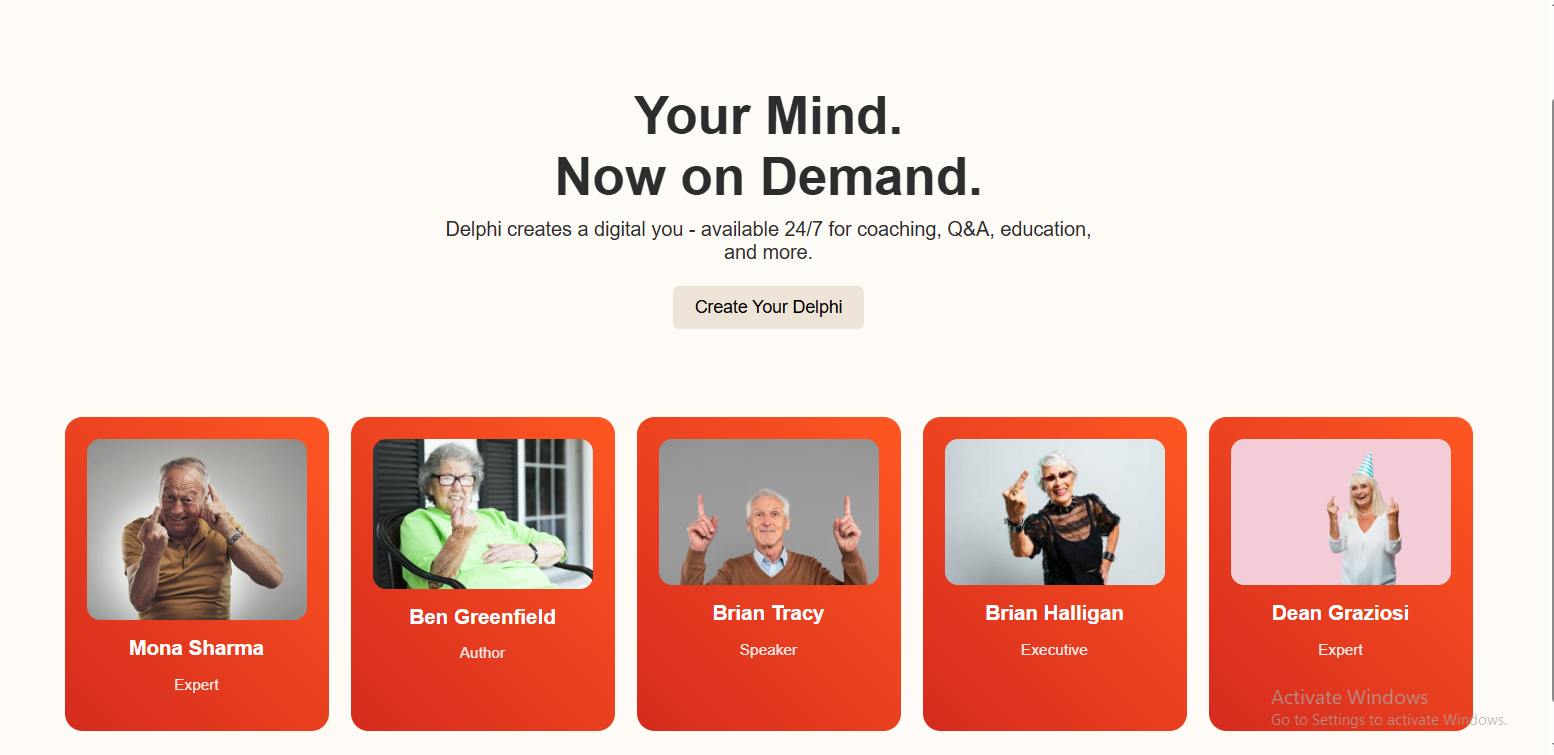 Your Mind.
Now on Demand.
Delphi creates a digital you - available 24/7 for coaching, Q&A, education,
and more.
Create Your Delphi
Mona Sharma
Expert
Ben Greenfield
Author
Brian Tracy
Speaker
Brian Halligan
Executive
Dean Graziosi
Expert
Activate Windows
Go to Settings to activate Windows.